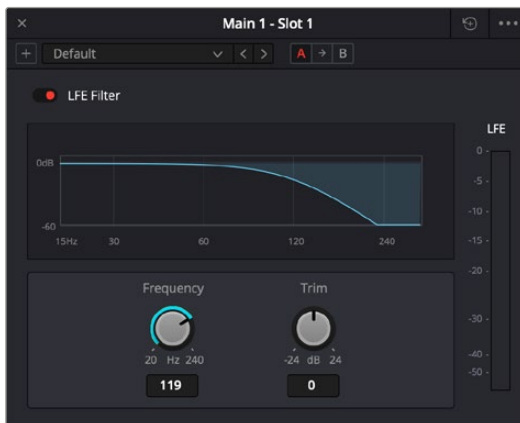 Main 1 - Slot 1
Default
A
B
LFE Filter
LFE
0dB
-60
15Hz 30 60 120 240
0
-5
-10
-15
-20
-30
-40
-50
Frequency
20 Hz 240
119
Trim
-24 dB 24
0